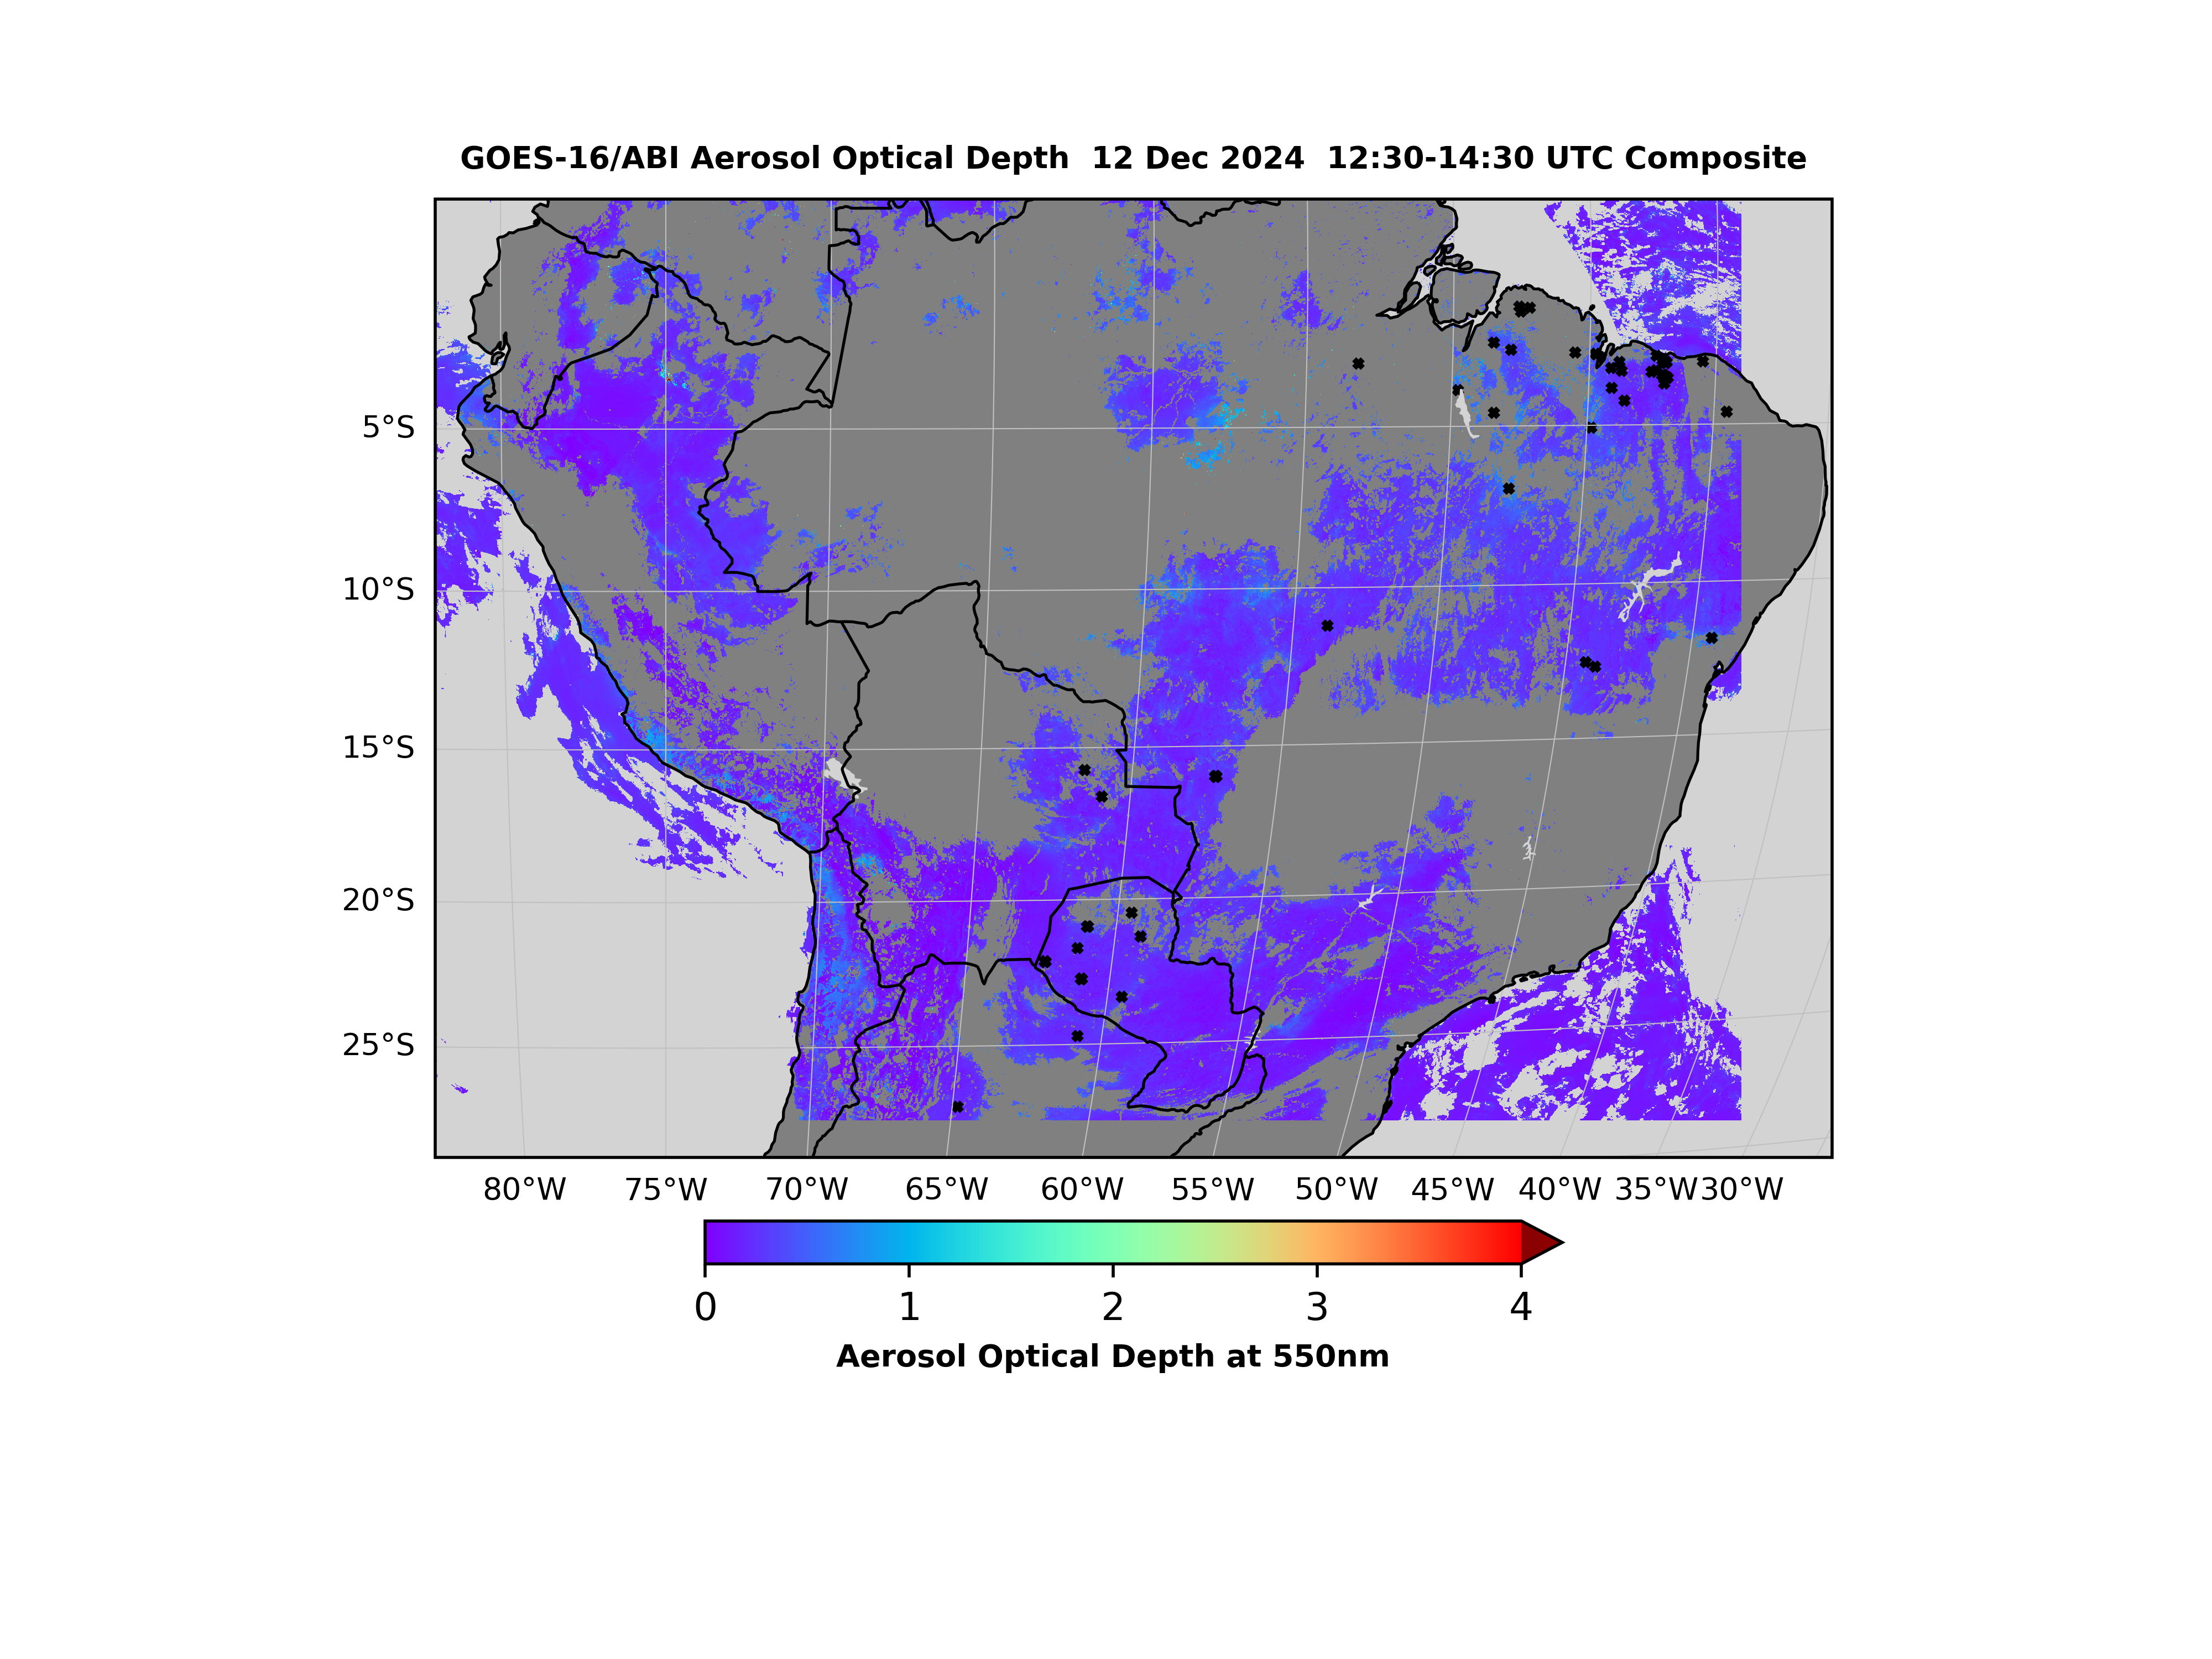 GOES-16/ABI Aerosol Optical Depth  12 Dec 2024  12:30-14:30 UTC Composite
5°S
10°S
15°S
20°S
25°S
80°W 75°W 70°W 65°W 60°W 55°W 50°W 45°W 40°W 35°W 30°W
0 1 2 3 4
Aerosol Optical Depth at 550nm